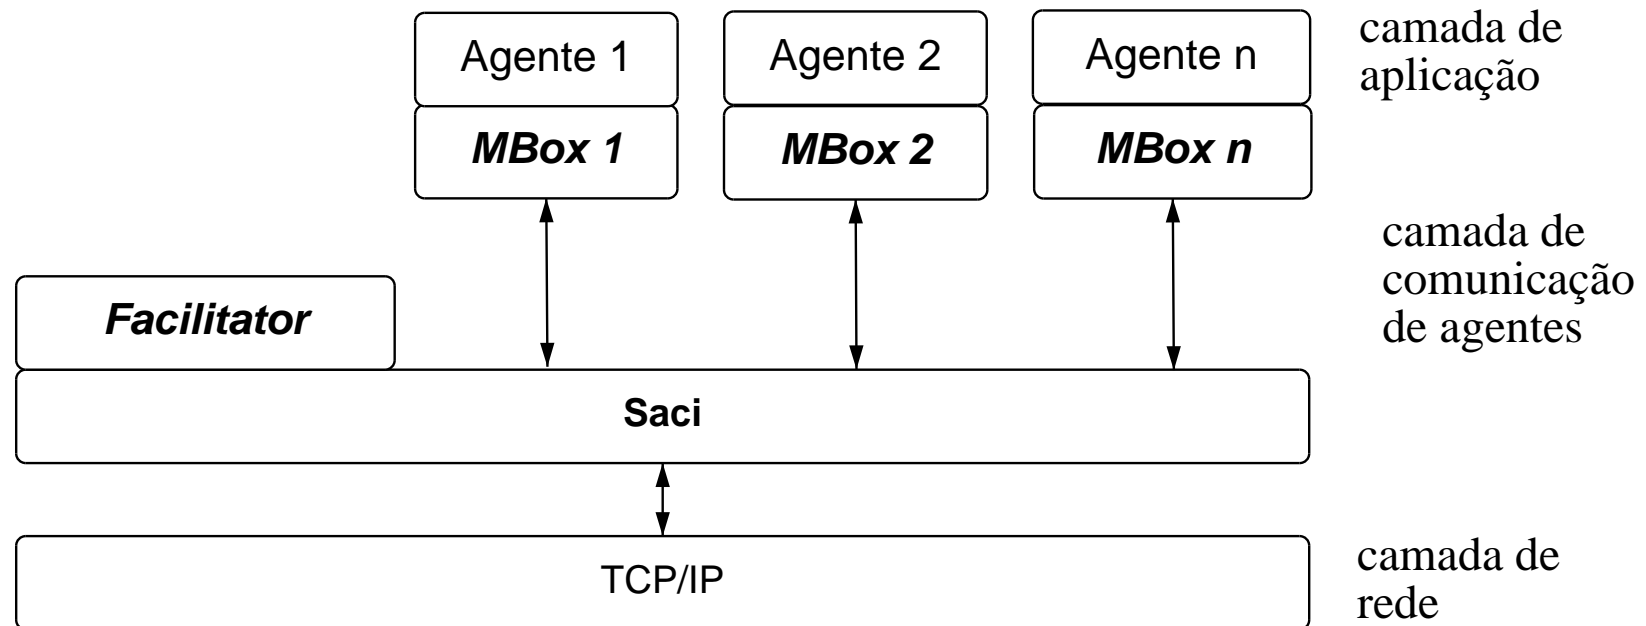 Agente 1
Agente 2
Agente n
camada de
aplicação
MBox 1
MBox 2
MBox n
camada de
comunicação
de agentes
Facilitator
Saci
TCP/IP
camada de
rede